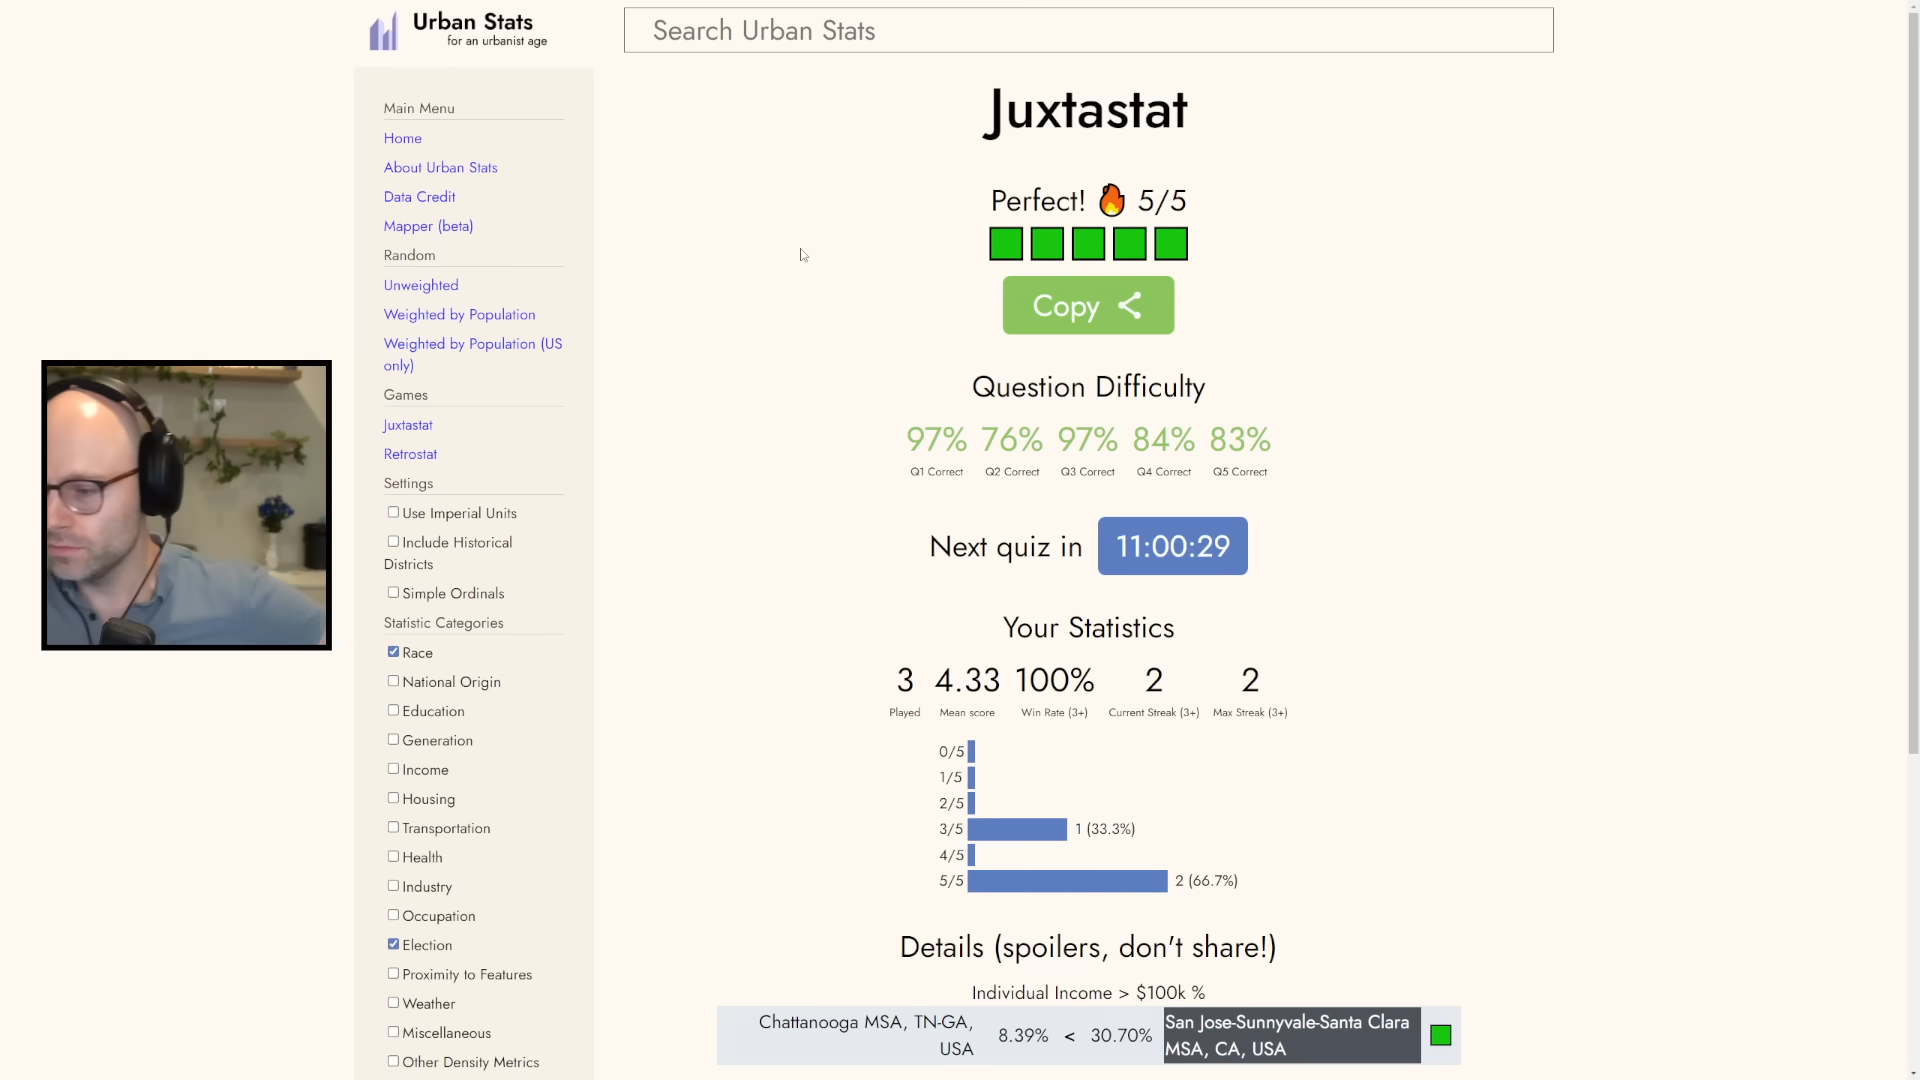 Urban Stats
for an urbanist age
Search Urban Stats
Main Menu
Home
About Urban Stats
Data Credit
Mapper (beta)
Random
Unweighted
Weighted by Population
Weighted by Population (US
only)
Games
Juxtastat
Retrostat
Settings
Use Imperial Units
Include Historical
Districts
Simple Ordinals
Statistic Categories
Race
National Origin
Education
Generation
Income
Housing
Transportation
Health
Industry
Occupation
Election
Proximity to Features
Weather
Miscellaneous
Other Density Metrics
Juxtastat
Perfect! 🔥 5/5
Copy
Question Difficulty
97% 76% 97% 84% 83%
Q1 Correct Q2 Correct Q3 Correct Q4 Correct Q5 Correct
Next quiz in 11:00:29
Your Statistics
3 4.33 100% 2 2
Played Mean score Win Rate (3+) Current Streak (3+) Max Streak (3+)
0/5
1/5
2/5
3/5 1 (33.3%)
4/5
5/5 2 (66.7%)
Details (spoilers, don't share!)
Individual Income > $100k %
Chattanooga MSA, TN-GA,
USA
8.39% < 30.70%
San Jose-Sunnyvale-Santa Clara
MSA, CA, USA